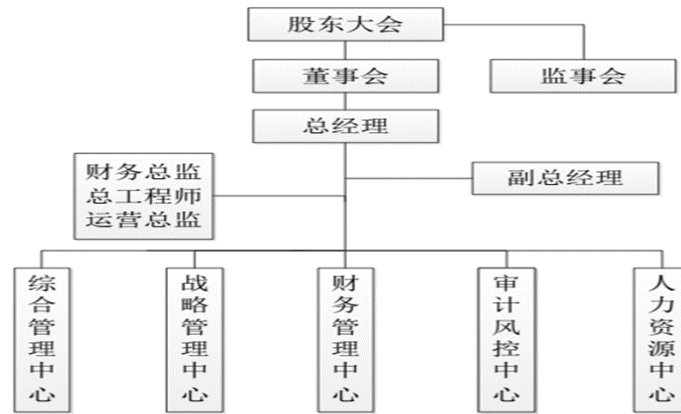 股东大会
董事会
监事会
总经理
财务总监
总工程师
运营总监
副总经理
综合管理中心
战略管理中心
财务管理中心
审计风控中心
人力资源中心